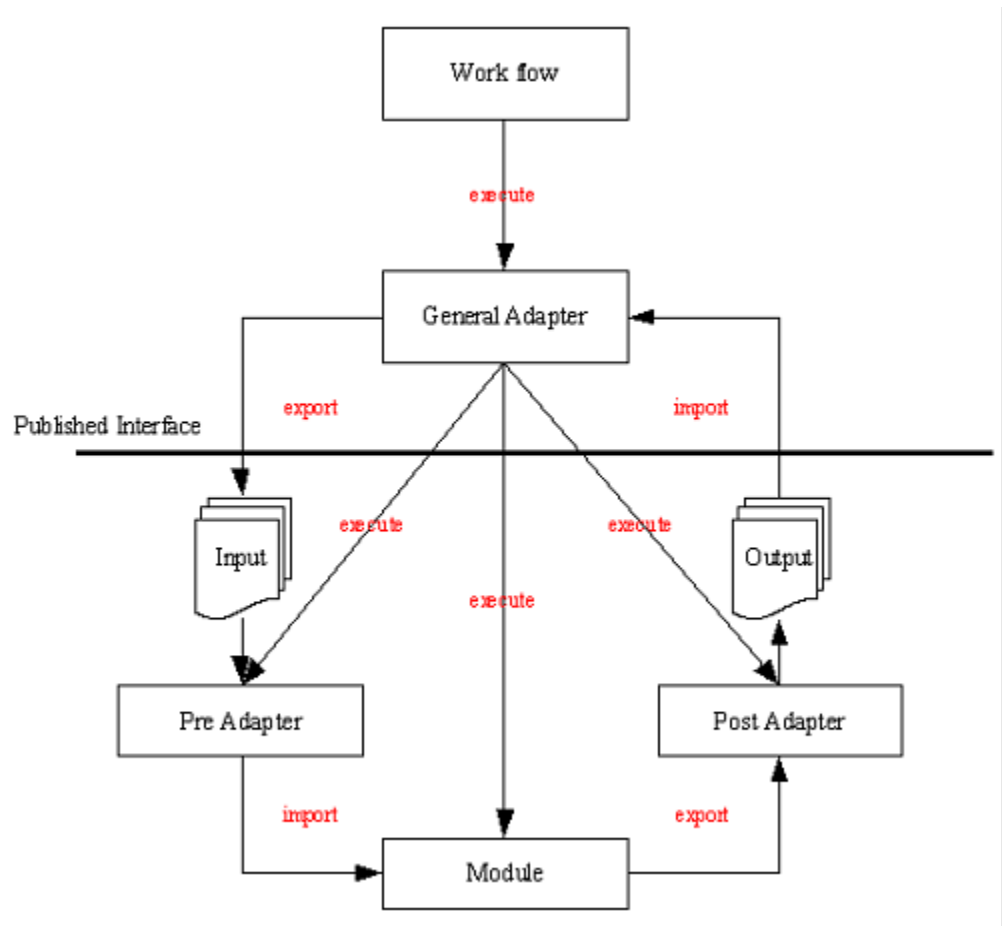 Work flow
execute
General Adapter
export
import
Published Interface
execute
execute
Input
Output
execute
Pre Adapter
Post Adapter
import
export
Module